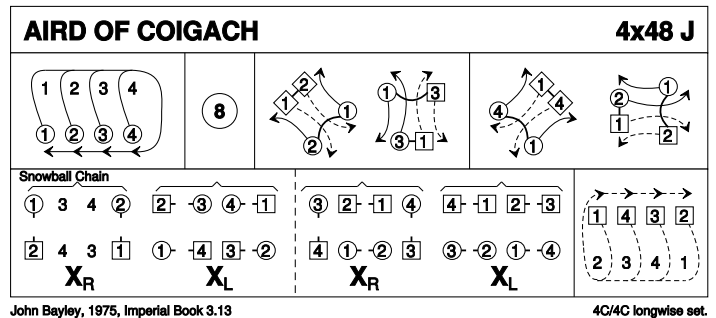 AIRD OF COIGACH 4x48 J
1 2 3 4
8
2 1 1 2
1 3 3 1
1 4 4 1
1 2 1 2
1 2 3 4
Snowball Chain
1 3 4 2 2 3 4 1 3 2 1 4 4 1 2 3
2 4 3 1 1 4 3 2 4 1 2 3 3 2 1 4
1 4 3 2
2 3 4 1
XR XL XR XL
John Bayley, 1975, Imperial Book 3.13 4C/4C longwise set.